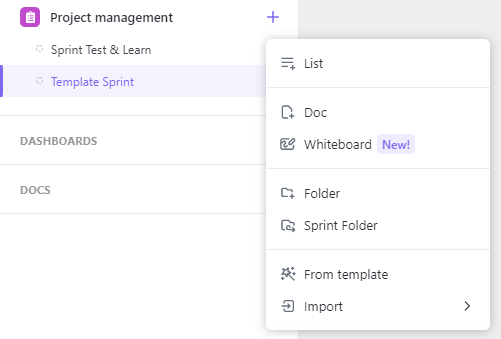 Project management
Sprint Test & Learn
Template Sprint
DASHBOARDS
DOCS
List
Doc
Whiteboard New!
Folder
Sprint Folder
From template
Import